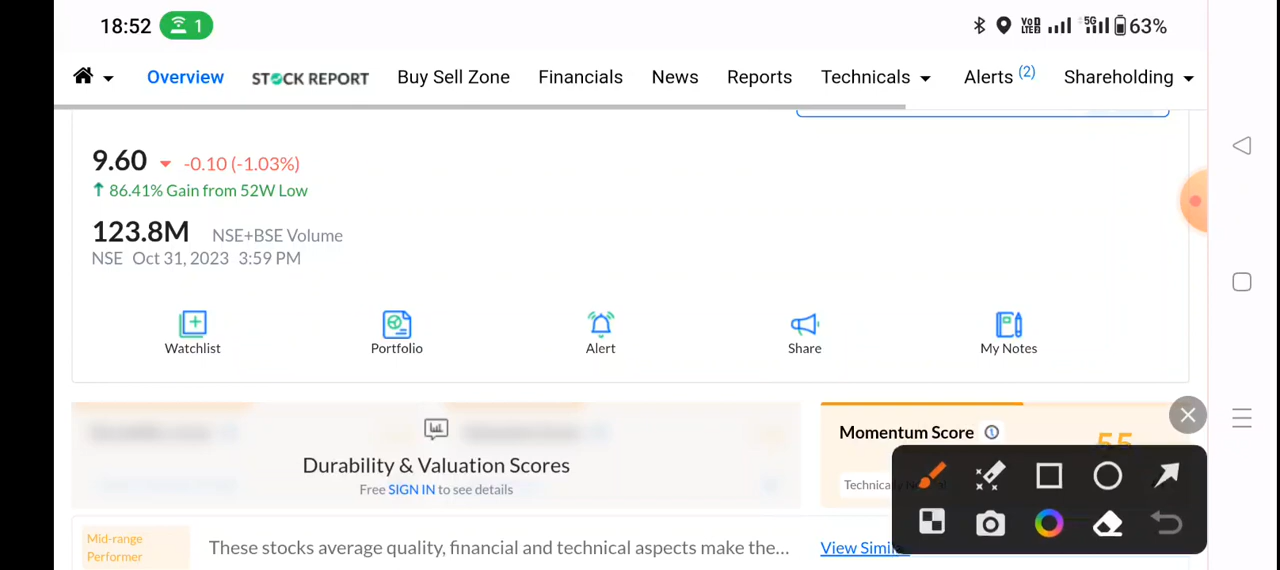 18:52 1 5G 63%
Overview STOCK REPORT Buy Sell Zone Financials News Reports Technicals Alerts (2) Shareholding
9.60 -0.10 (-1.03%)
86.41% Gain from 52W Low
123.8M NSE+BSE Volume
NSE Oct 31, 2023 3:59 PM
Watchlist Portfolio Alert Share My Notes
Momentum Score 55
Durability & Valuation Scores
Free SIGN IN to see details
Mid-range
Performer
These stocks average quality, financial and technical aspects make the...
View